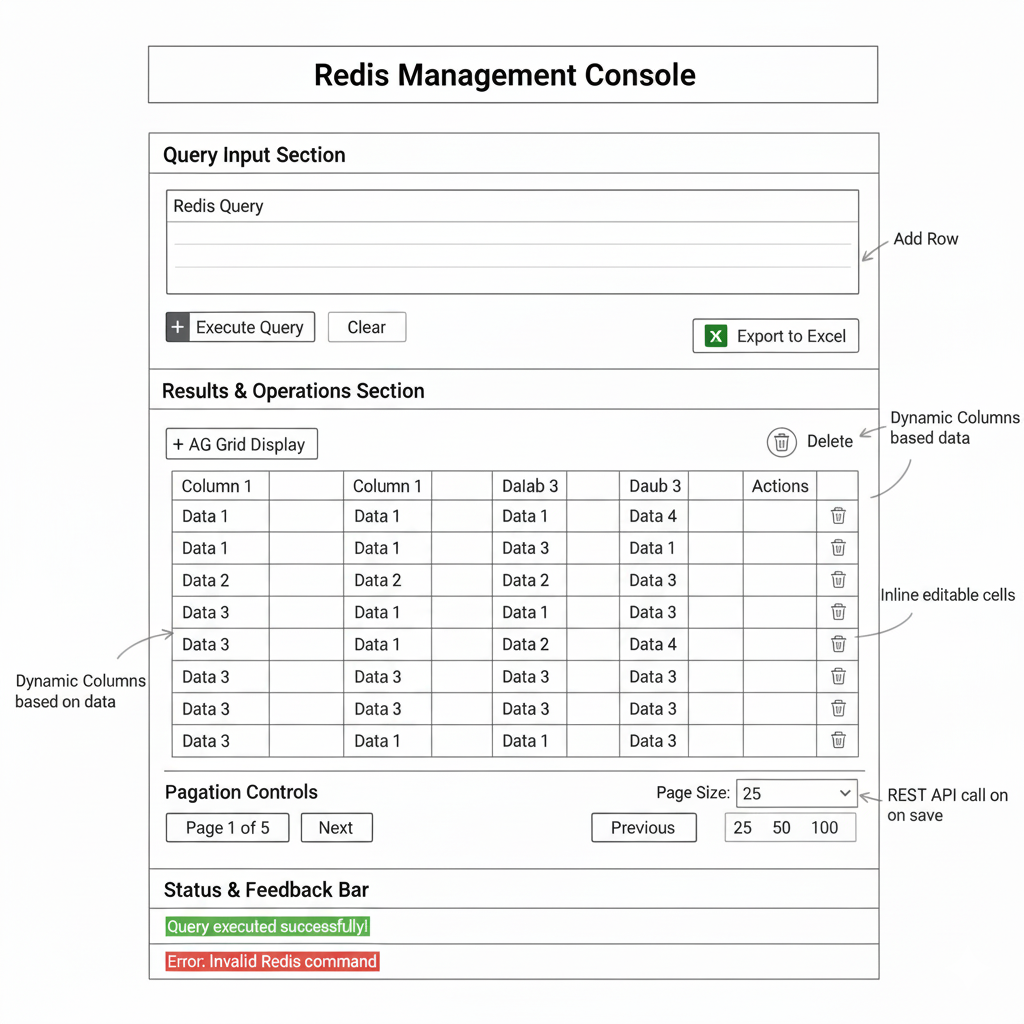 Redis Management Console
Query Input Section
Redis Query
Add Row
+ Execute Query
Clear
X Export to Excel
Results & Operations Section
+ AG Grid Display
Delete
Dynamic Columns
based data
Column 1 Column 1 Dalab 3 Daub 3 Actions
Data 1 Data 1 Data 1 Data 4
Data 1 Data 1 Data 3 Data 1
Data 2 Data 2 Data 2 Data 3
Data 3 Data 1 Data 1 Data 3
Inline editable cells
Data 3 Data 1 Data 2 Data 4
Data 3 Data 3 Data 3 Data 3
Dynamic Columns
based on data
Data 3 Data 3 Data 3 Data 3
Data 3 Data 1 Data 1 Data 3
Pagation Controls
Page Size: 25
REST API call on
on save
Page 1 of 5
Next
Previous
25 50 100
Status & Feedback Bar
Query executed successfully!
Error: Invalid Redis command